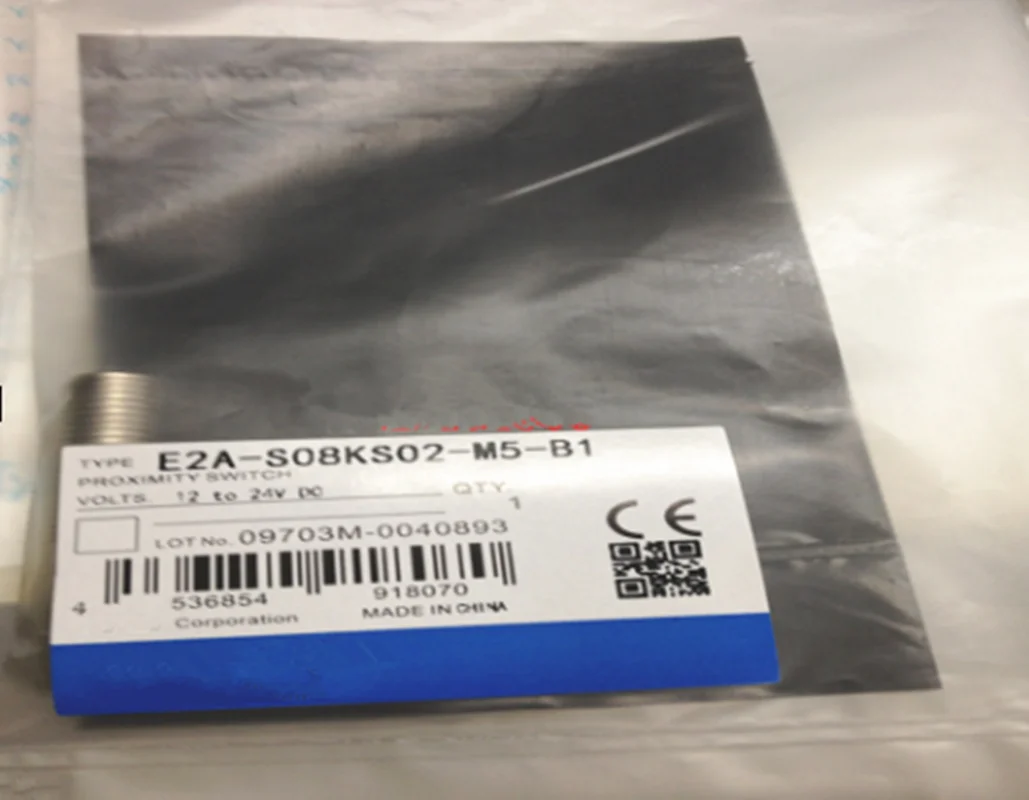 TYPE E2A-S08KS02-M5-B1
PROXIMITY SWITCH
VOLTS 12 to 24V DC QTY.
1
LOT No. 09703M-0040893
4 536854 918070
Corporation MADE IN CHINA
CE